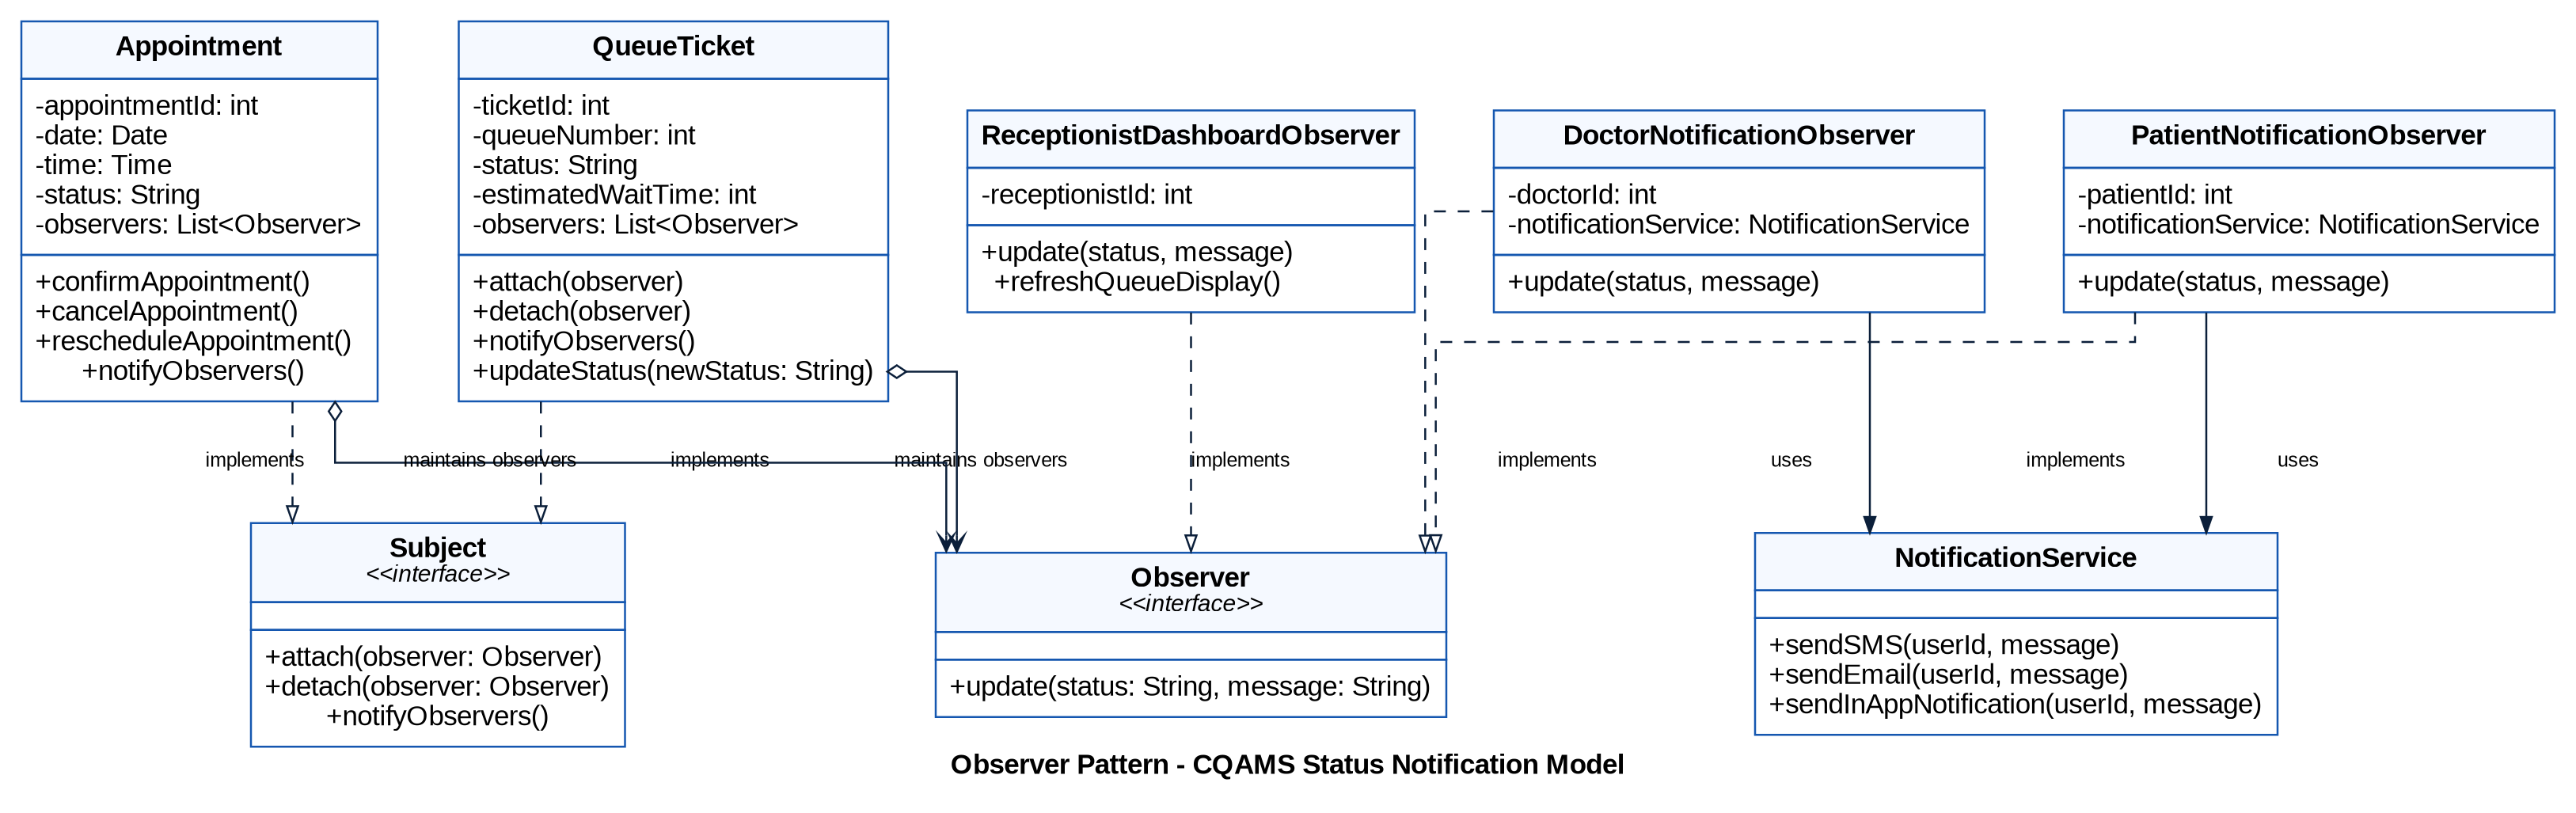 Appointment
-appointmentId: int
-date: Date
-time: Time
-status: String
-observers: List<Observer>
+confirmAppointment()
+cancelAppointment()
+rescheduleAppointment()
+notifyObservers()
QueueTicket
-ticketId: int
-queueNumber: int
-status: String
-estimatedWaitTime: int
-observers: List<Observer>
+attach(observer)
+detach(observer)
+notifyObservers()
+updateStatus(newStatus: String)
ReceptionistDashboardObserver
-receptionistId: int
+update(status, message)
+refreshQueueDisplay()
DoctorNotificationObserver
-doctorId: int
-notificationService: NotificationService
+update(status, message)
PatientNotificationObserver
-patientId: int
-notificationService: NotificationService
+update(status, message)
implements
maintains observers
implements
maintains observers
implements
implements
uses
implements
uses
Subject
<<interface>>
+attach(observer: Observer)
+detach(observer: Observer)
+notifyObservers()
Observer
<<interface>>
+update(status: String, message: String)
NotificationService
+sendSMS(userId, message)
+sendEmail(userId, message)
+sendInAppNotification(userId, message)
Observer Pattern - CQAMS Status Notification Model